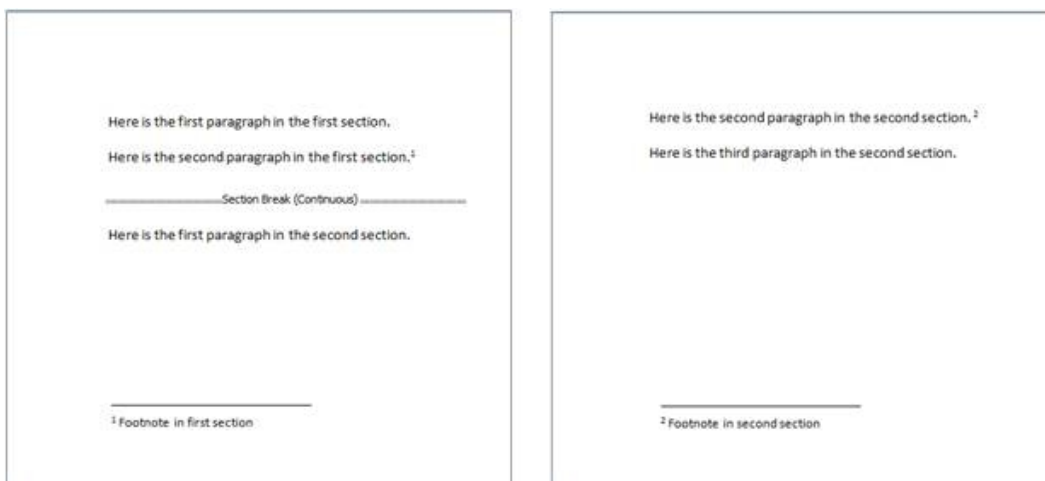 Here is the first paragraph in the first section.
Here is the second paragraph in the first section.¹
Section Break (Continuous)
Here is the first paragraph in the second section.
¹ Footnote in first section
Here is the second paragraph in the second section. ²
Here is the third paragraph in the second section.
² Footnote in second section